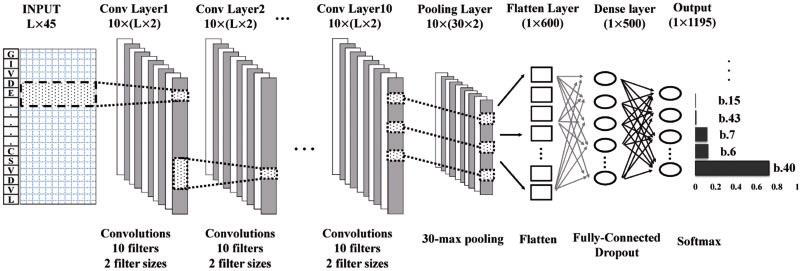 INPUT
L×45
Conv Layer1
10×(L×2)
Conv Layer2
10×(L×2)
...
Conv Layer10
10×(L×2)
Pooling Layer
10×(30×2)
Flatten Layer
(1×600)
Dense layer
(1×500)
Output
(1×1195)
G
I
V
D
E
.
.
.
.
.
C
S
V
D
V
L
...
b.15
b.43
b.7
b.6
b.40
0 0.2 0.4 0.6 0.8 1
Convolutions
10 filters
2 filter sizes
Convolutions
10 filters
2 filter sizes
Convolutions
10 filters
2 filter sizes
30-max pooling
Flatten
Fully-Connected
Dropout
Softmax